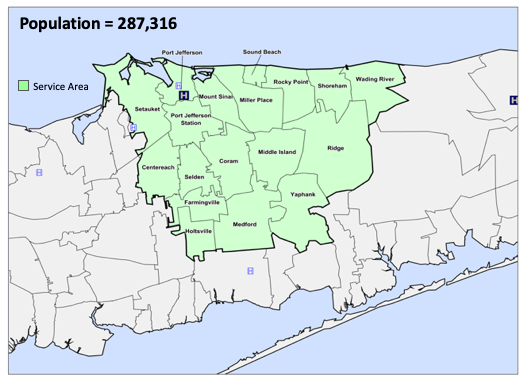 Population = 287,316
Service Area
Port Jefferson
Sound Beach
Rocky Point
Wading River
Shoreham
Mount Sinai
Miller Place
Setauket
H
H
H
Port Jefferson
Station
H
Middle Island
Ridge
Coram
Centereach
H
Selden
Yaphank
Farmingville
Medford
Holtsville
H